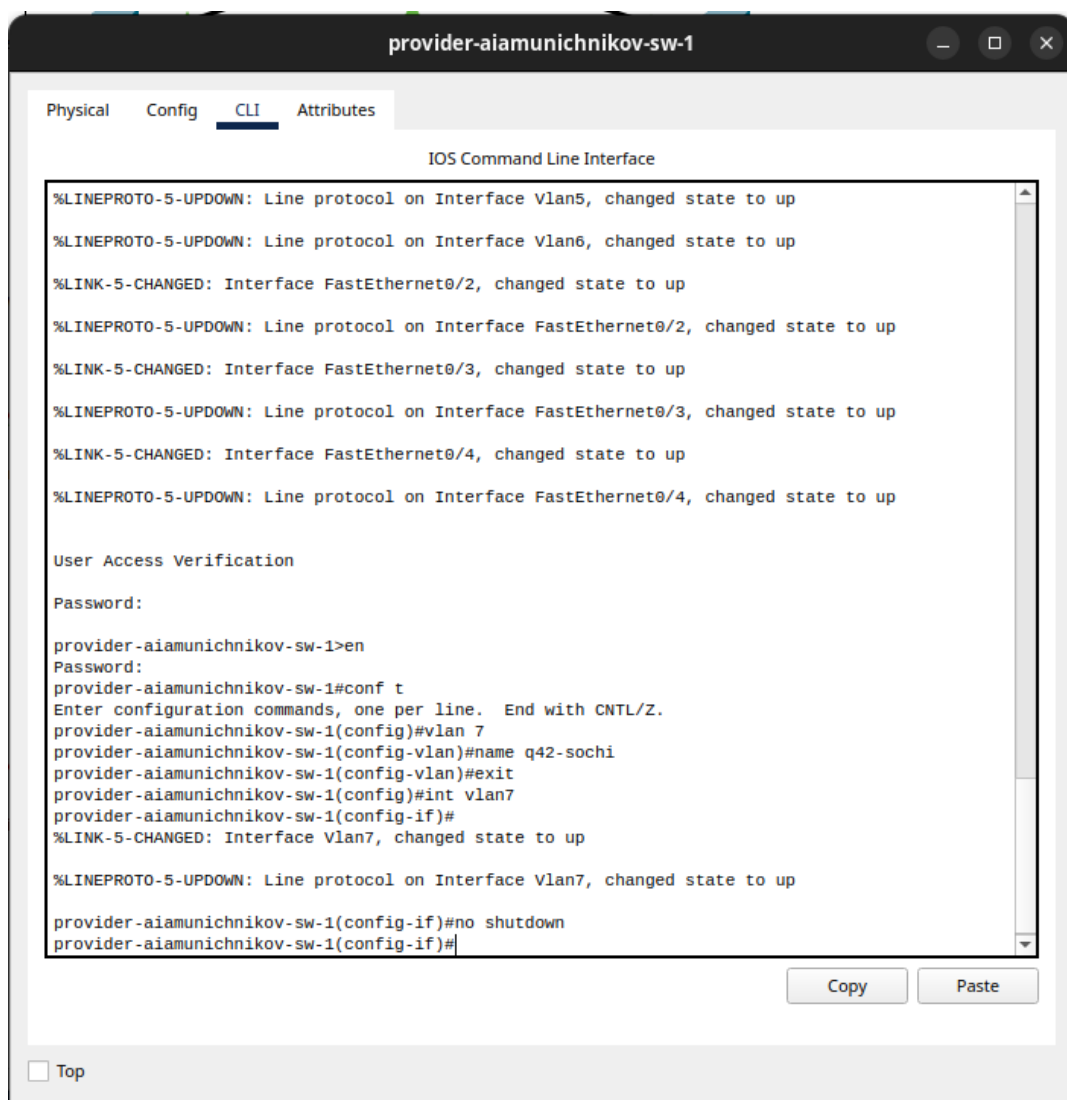 provider-aiamunichnikov-sw-1
Physical Config CLI Attributes
IOS Command Line Interface
%LINEPROTO-5-UPDOWN: Line protocol on Interface Vlan5, changed state to up
%LINEPROTO-5-UPDOWN: Line protocol on Interface Vlan6, changed state to up
%LINK-5-CHANGED: Interface FastEthernet0/2, changed state to up
%LINEPROTO-5-UPDOWN: Line protocol on Interface FastEthernet0/2, changed state to up
%LINK-5-CHANGED: Interface FastEthernet0/3, changed state to up
%LINEPROTO-5-UPDOWN: Line protocol on Interface FastEthernet0/3, changed state to up
%LINK-5-CHANGED: Interface FastEthernet0/4, changed state to up
%LINEPROTO-5-UPDOWN: Line protocol on Interface FastEthernet0/4, changed state to up
User Access Verification
Password:
provider-aiamunichnikov-sw-1>en
Password:
provider-aiamunichnikov-sw-1#conf t
Enter configuration commands, one per line.  End with CNTL/Z.
provider-aiamunichnikov-sw-1(config)#vlan 7
provider-aiamunichnikov-sw-1(config-vlan)#name q42-sochi
provider-aiamunichnikov-sw-1(config-vlan)#exit
provider-aiamunichnikov-sw-1(config)#int vlan7
provider-aiamunichnikov-sw-1(config-if)#
%LINK-5-CHANGED: Interface Vlan7, changed state to up
%LINEPROTO-5-UPDOWN: Line protocol on Interface Vlan7, changed state to up
provider-aiamunichnikov-sw-1(config-if)#no shutdown
provider-aiamunichnikov-sw-1(config-if)#
Copy Paste
Top